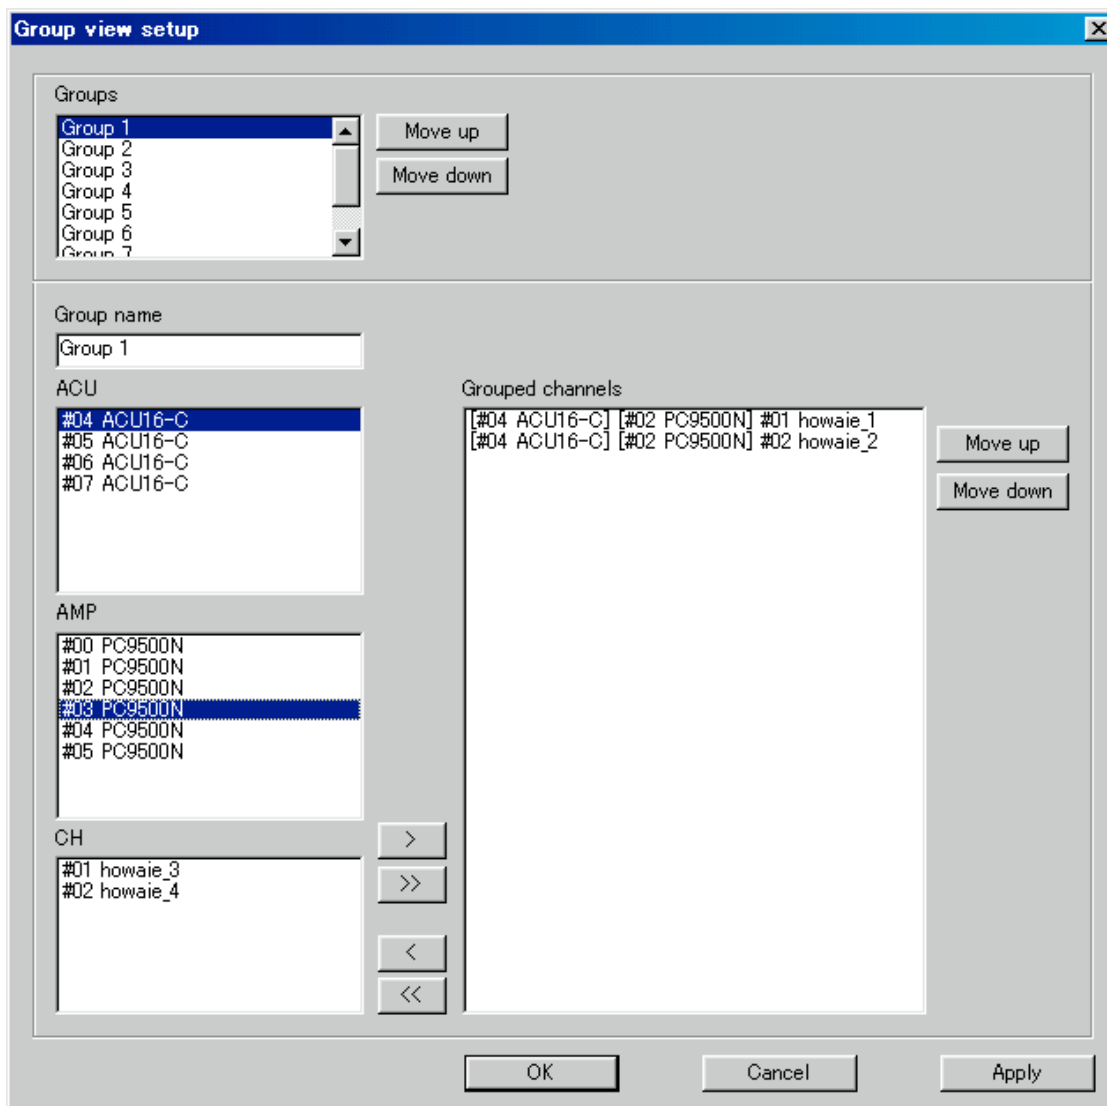 Group view setup
Groups
Group 1
Group 2
Group 3
Group 4
Group 5
Group 6
Group 7
Move up
Move down
Group name
Group 1
ACU
#04 ACU16-C
#05 ACU16-C
#06 ACU16-C
#07 ACU16-C
AMP
#00 PC9500N
#01 PC9500N
#02 PC9500N
#03 PC9500N
#04 PC9500N
#05 PC9500N
CH
#01 howaie_3
#02 howaie_4
>
>>
<
<<
Grouped channels
[#04 ACU16-C] [#02 PC9500N] #01 howaie_1
[#04 ACU16-C] [#02 PC9500N] #02 howaie_2
Move up
Move down
OK
Cancel
Apply